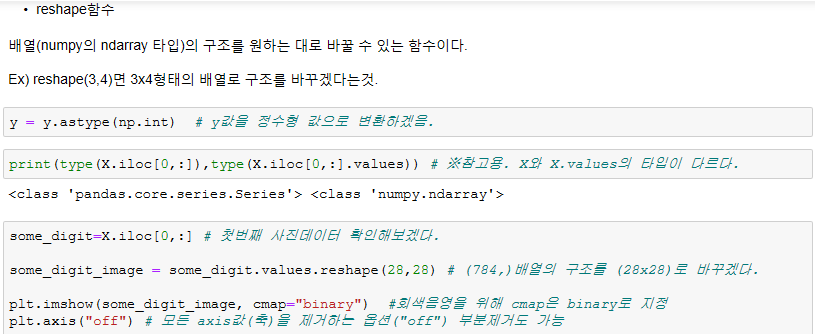 • reshape함수
배열(numpy의 ndarray 타입)의 구조를 원하는 대로 바꿀 수 있는 함수이다.
Ex) reshape(3,4)면 3x4형태의 배열로 구조를 바꾸겠다는것.
y = y.astype(np.int)  # y값을 정수형 값으로 변환하겠음.
print(type(X.iloc[0,:]),type(X.iloc[0,:].values)) # ※참고용. X와 X.values의 타입이 다르다.
<class 'pandas.core.series.Series'> <class 'numpy.ndarray'>
some_digit=X.iloc[0,:] # 첫번째 사진데이터 확인해보겠다.
some_digit_image = some_digit.values.reshape(28,28) # (784,)배열의 구조를 (28x28)로 바꾸겠다.
plt.imshow(some_digit_image, cmap="binary")  #회색음영을 위해 cmap은 binary로 지정
plt.axis("off") # 모든 axis값(축)을 제거하는 옵션("off") 부분제거도 가능